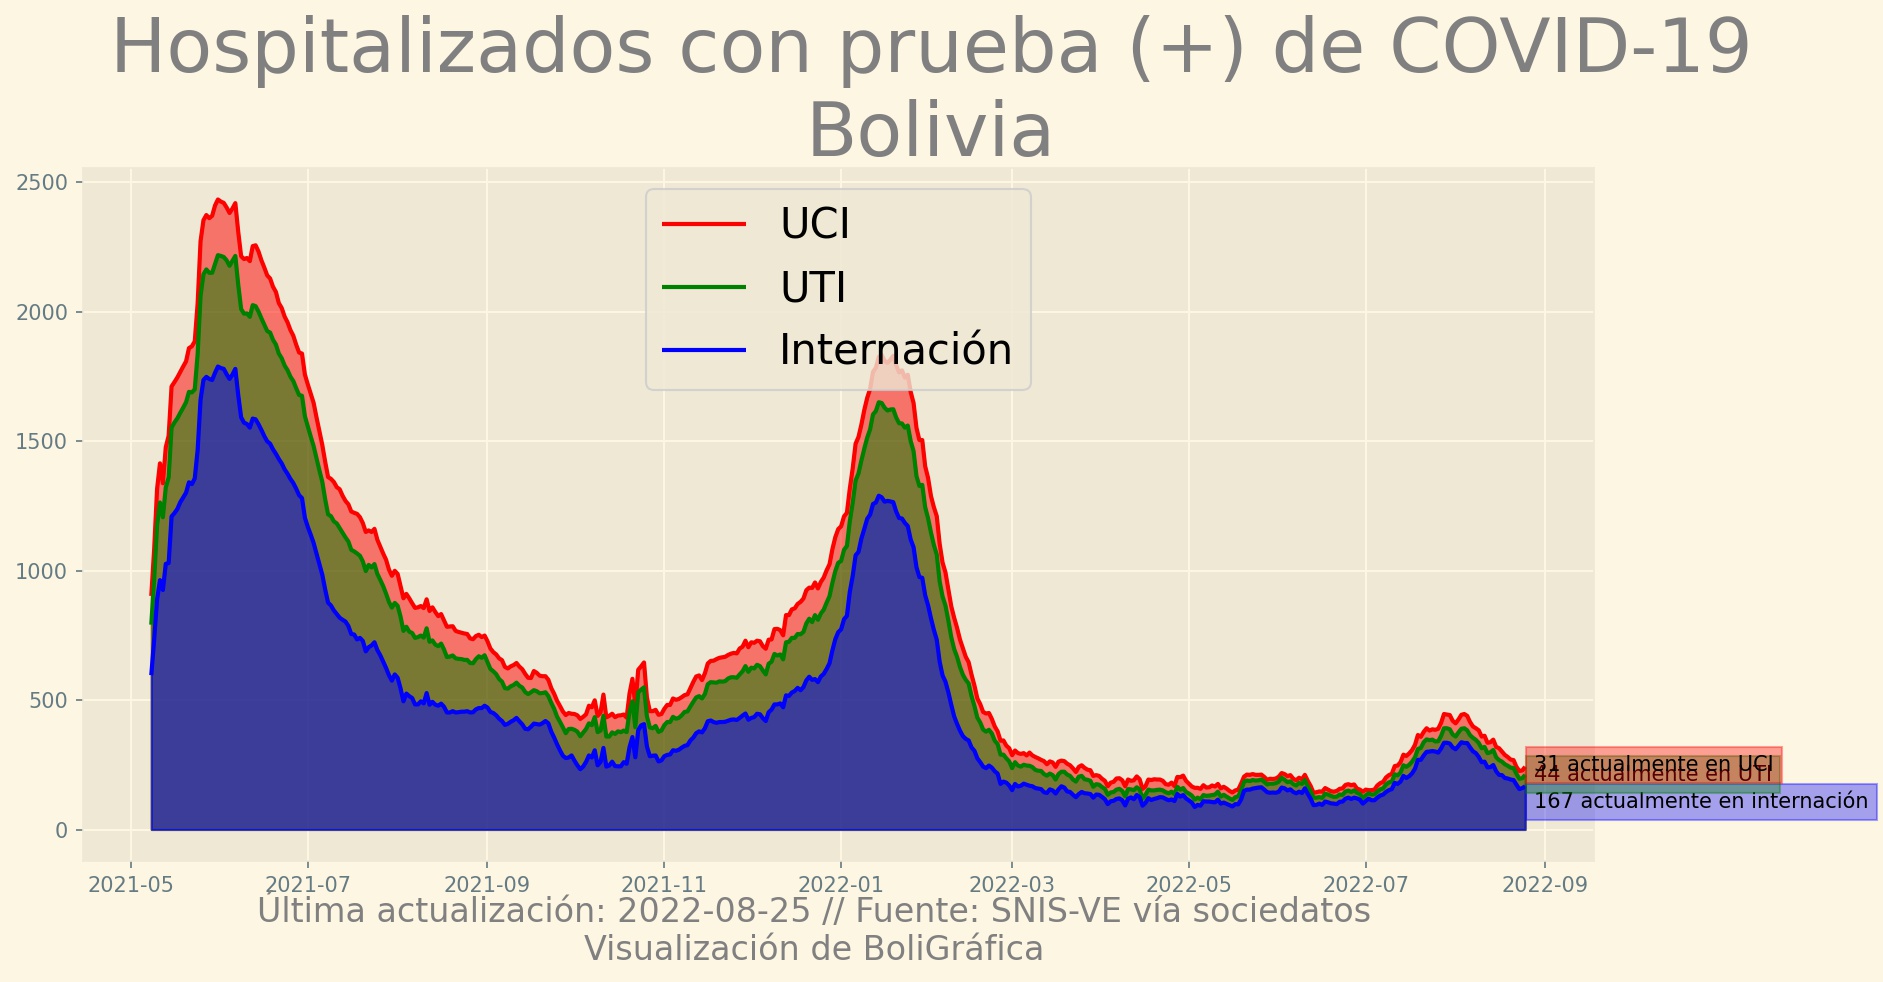 Hospitalizados con prueba (+) de COVID-19
Bolivia
2500
2000
1500
1000
500
0
UCI
UTI
Internación
31 actualmente en UCI
44 actualmente en UTI
167 actualmente en internación
2021-05 2021-07 2021-09 2021-11 2022-01 2022-03 2022-05 2022-07 2022-09
Última actualización: 2022-08-25 // Fuente: SNIS-VE vía sociedatos
Visualización de BoliGráfica